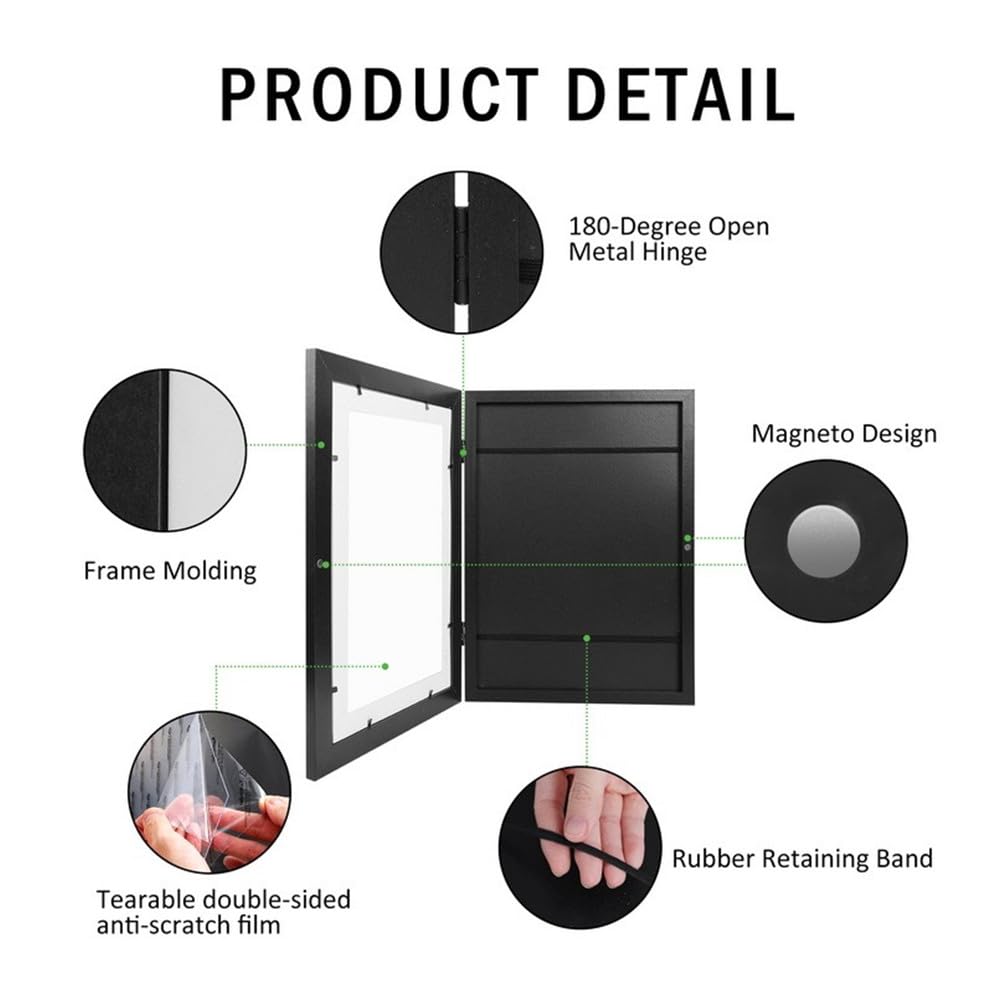 PRODUCT DETAIL
180-Degree Open
Metal Hinge
Magneto Design
Frame Molding
Rubber Retaining Band
Tearable double-sided
anti-scratch film